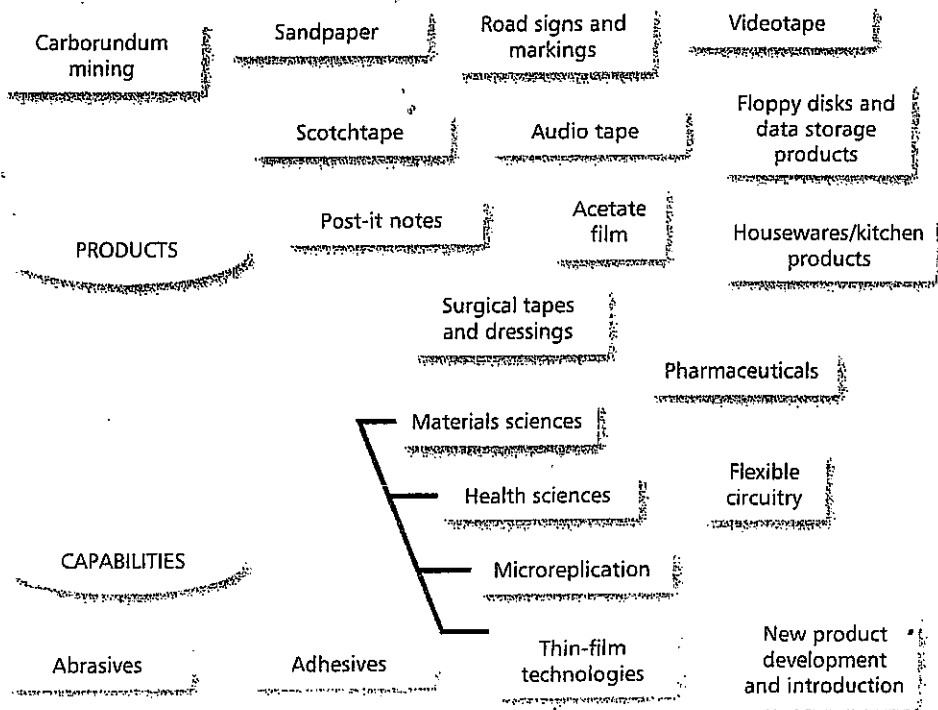 Carborundum
mining
Sandpaper
Road signs and
markings
Videotape
Scotchtape
Audio tape
Floppy disks and
data storage
products
PRODUCTS
Post-it notes
Acetate
film
Housewares/kitchen
products
Surgical tapes
and dressings
Pharmaceuticals
Materials sciences
Health sciences
Flexible
circuitry
CAPABILITIES
Microreplication
Abrasives
Adhesives
Thin-film
technologies
New product
development
and introduction